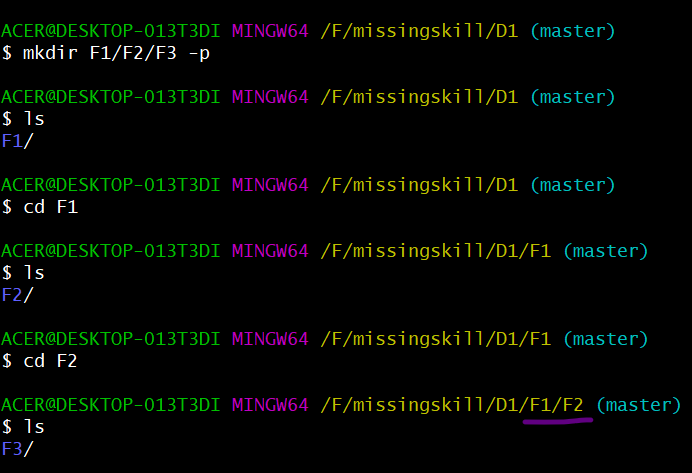 ACER@DESKTOP-013T3DI MINGW64 /F/missingskill/D1 (master)
$ mkdir F1/F2/F3 -p
ACER@DESKTOP-013T3DI MINGW64 /F/missingskill/D1 (master)
$ ls
F1/
ACER@DESKTOP-013T3DI MINGW64 /F/missingskill/D1 (master)
$ cd F1
ACER@DESKTOP-013T3DI MINGW64 /F/missingskill/D1/F1 (master)
$ ls
F2/
ACER@DESKTOP-013T3DI MINGW64 /F/missingskill/D1/F1 (master)
$ cd F2
ACER@DESKTOP-013T3DI MINGW64 /F/missingskill/D1/F1/F2 (master)
$ ls
F3/